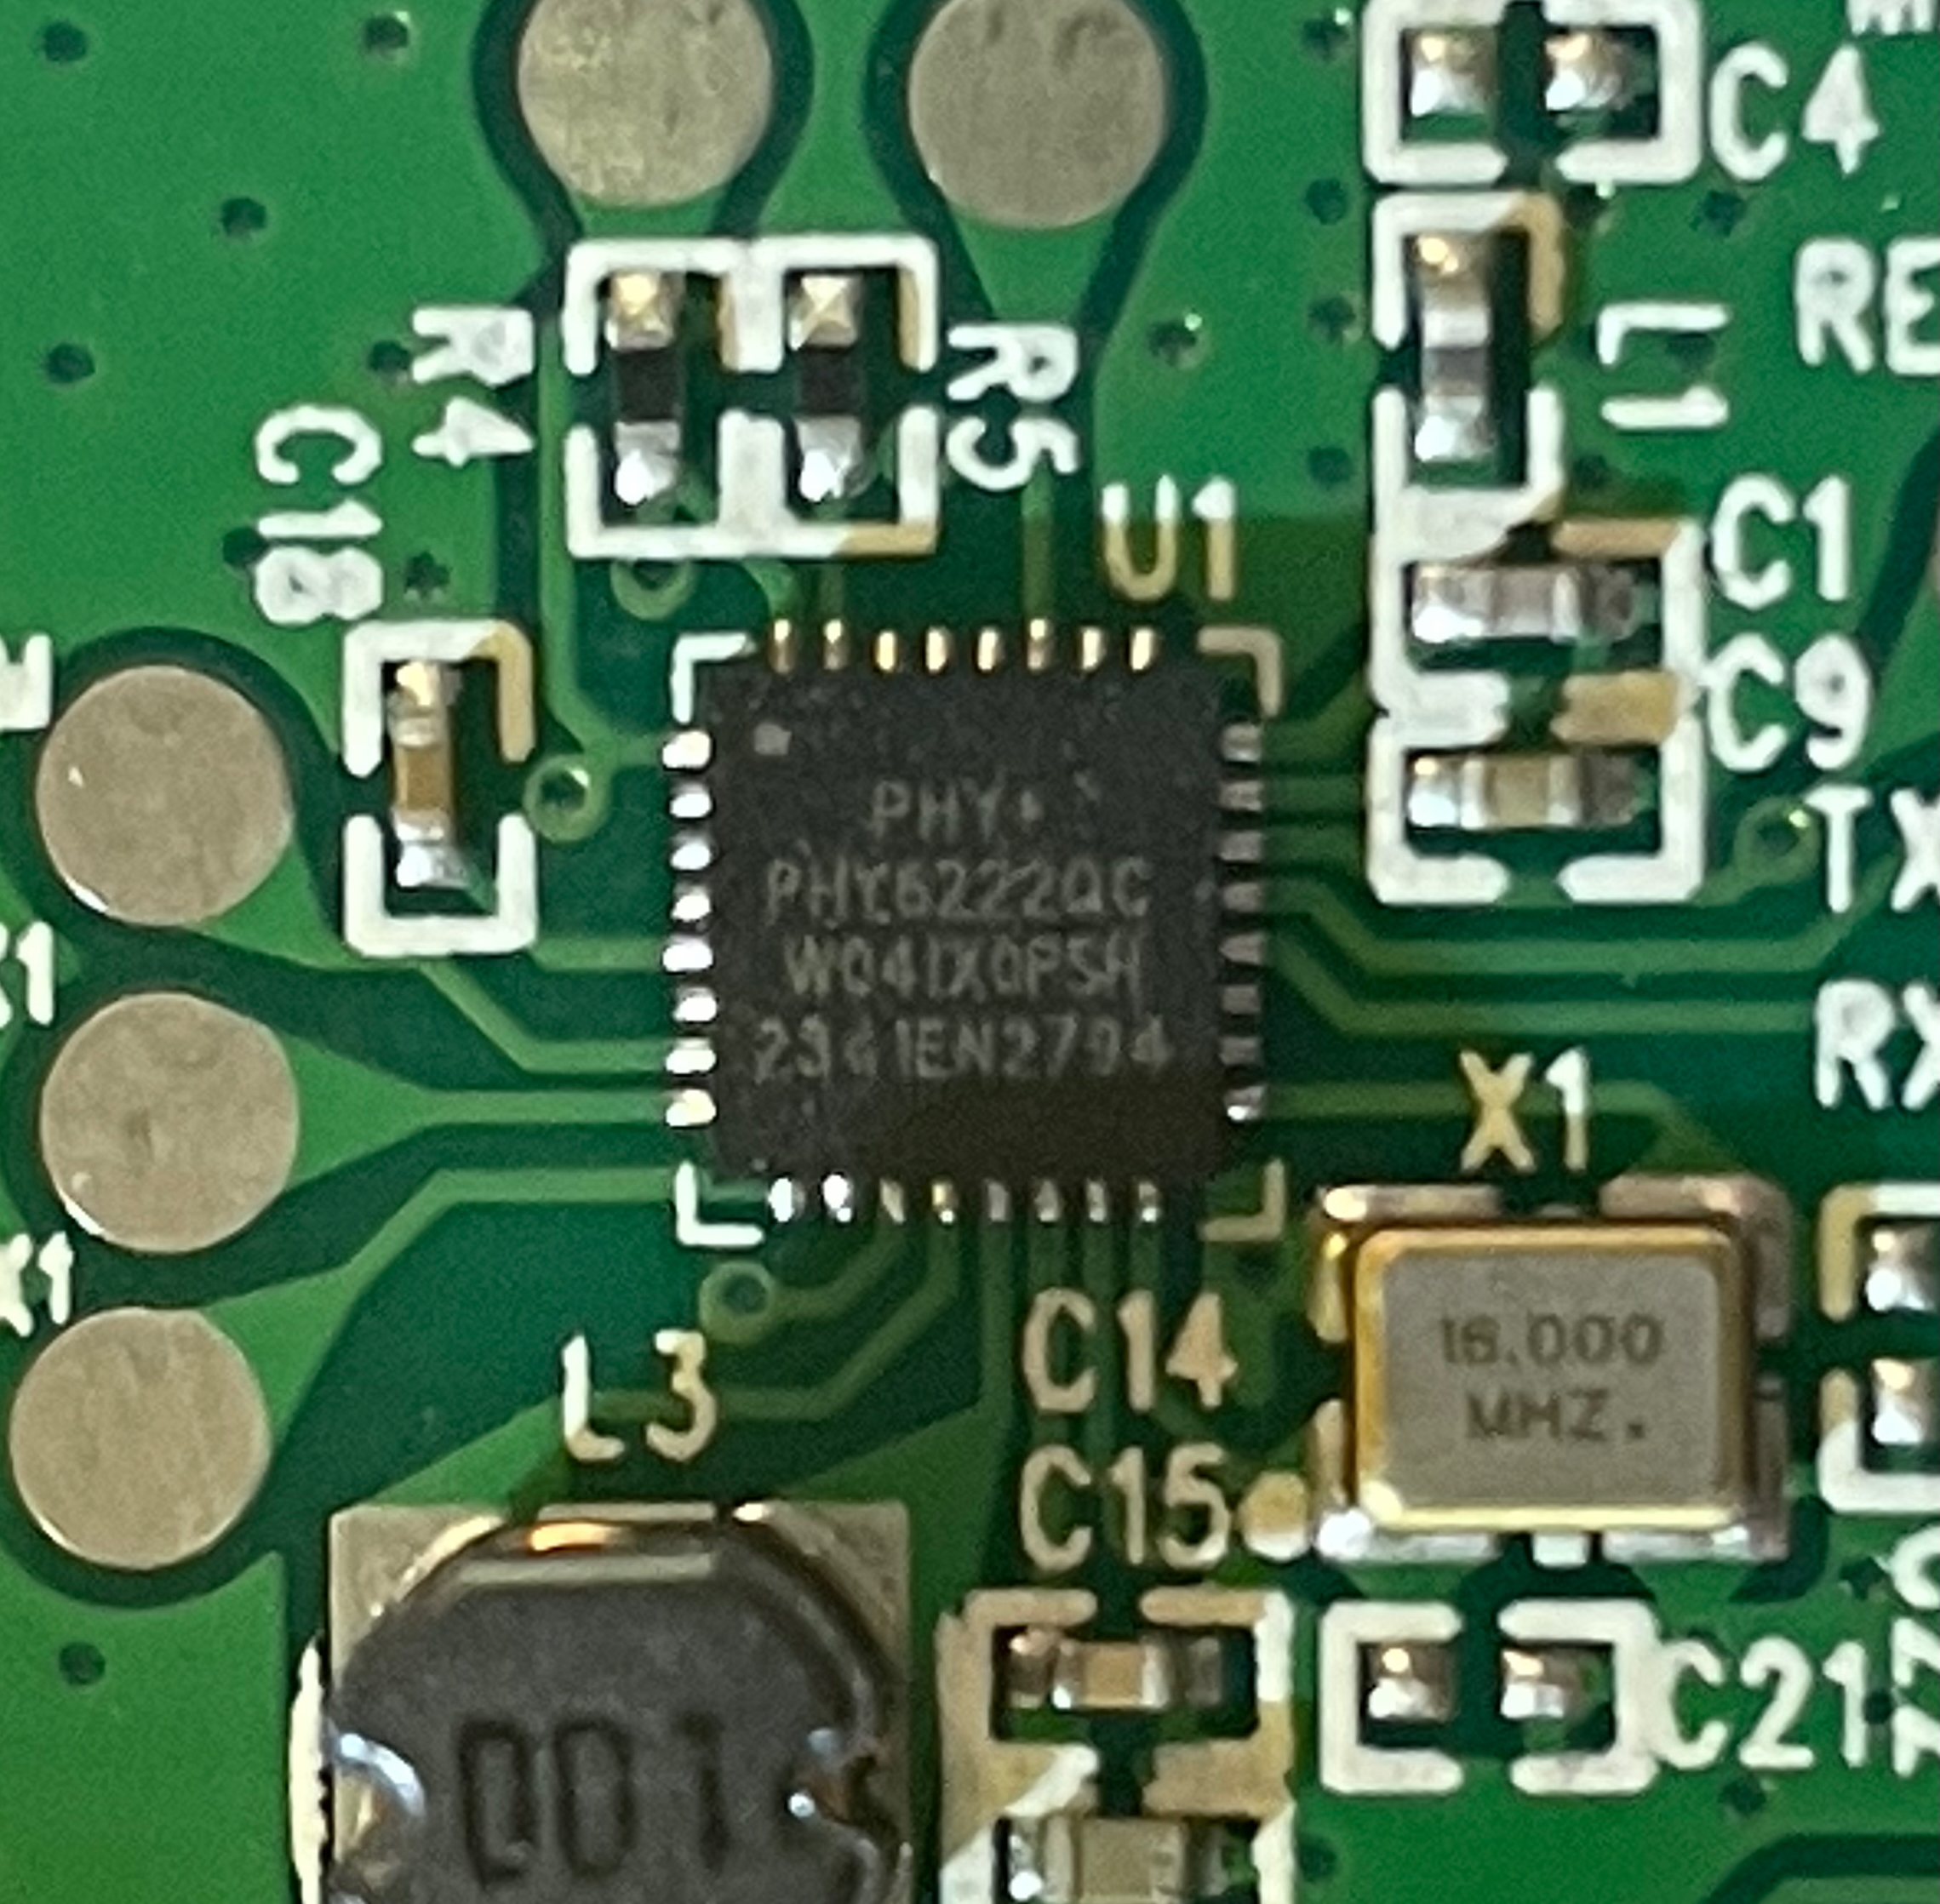 C4
RE
L1
R4
R5
C18
U1
C1
C9
TX
RX
PHY+
PHY6222QC
W04IX0PSH
2341EN2794
X1
16.000
MHZ.
L3
C14
C15
C21
001